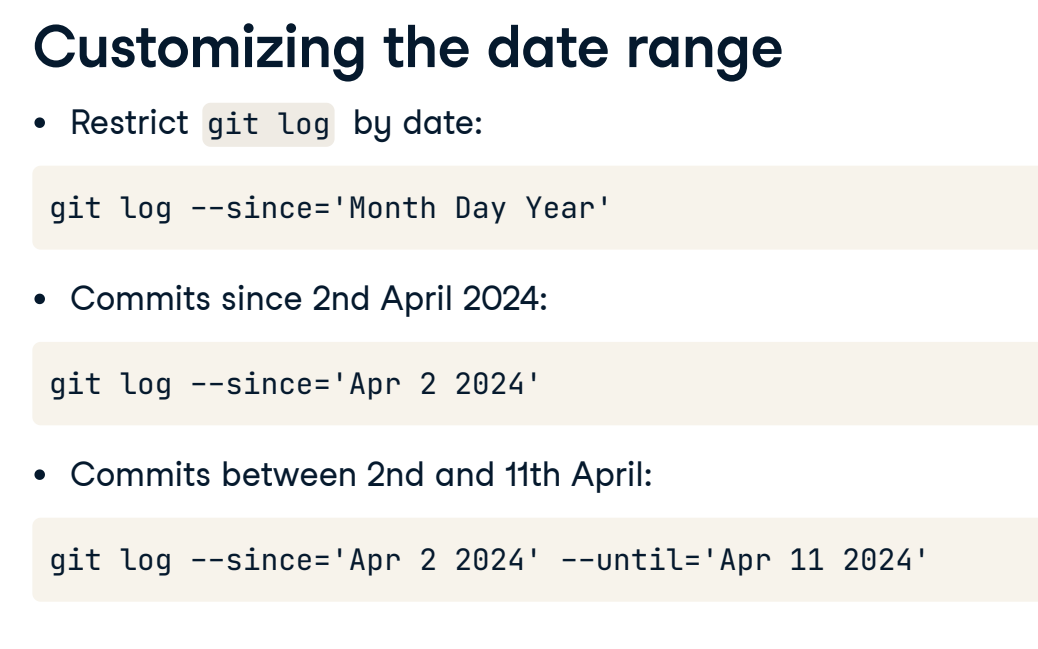 Customizing the date range
• Restrict git log by date:
git log --since='Month Day Year'
• Commits since 2nd April 2024:
git log --since='Apr 2 2024'
• Commits between 2nd and 11th April:
git log --since='Apr 2 2024' --until='Apr 11 2024'